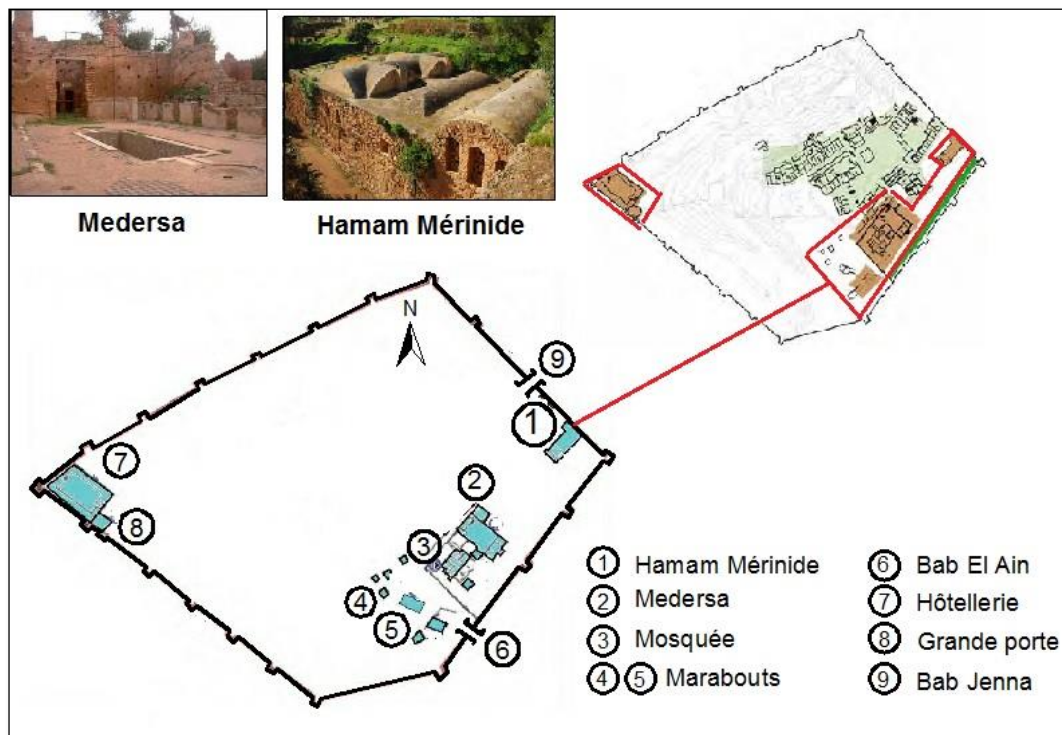 Medersa
Hamam Mérinide
N
9
1
2
7
8
3
4
5
6
1 Hamam Mérinide
2 Medersa
3 Mosquée
4 5 Marabouts
6 Bab El Ain
7 Hôtellerie
8 Grande porte
9 Bab Jenna